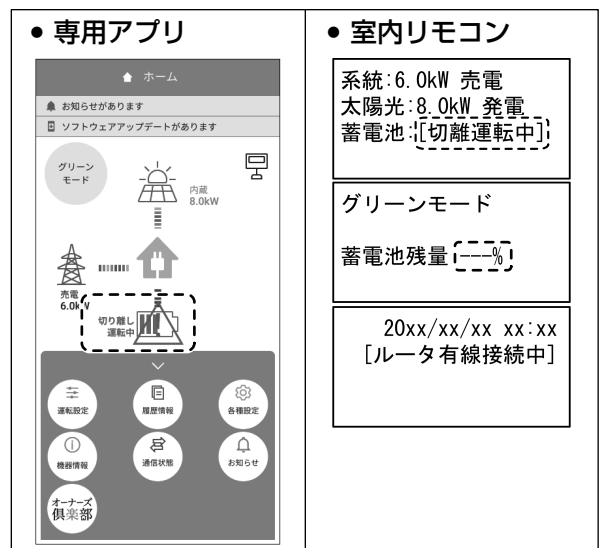 ● 専用アプリ
ホーム
お知らせがあります
ソフトウェアアップデートがあります
グリーン
モード
内蔵
8.0kW
売電
6.0kW
切り離し
運転中
運転設定
履歴情報
各種設定
機器情報
通信状態
お知らせ
オーナーズ
倶楽部
● 室内リモコン
系統:6.0kW 売電
太陽光:8.0kW 発電
蓄電池:[切離運転中]
グリーンモード
蓄電池残量 ---%
20xx/xx/xx xx:xx
[ルータ有線接続中]